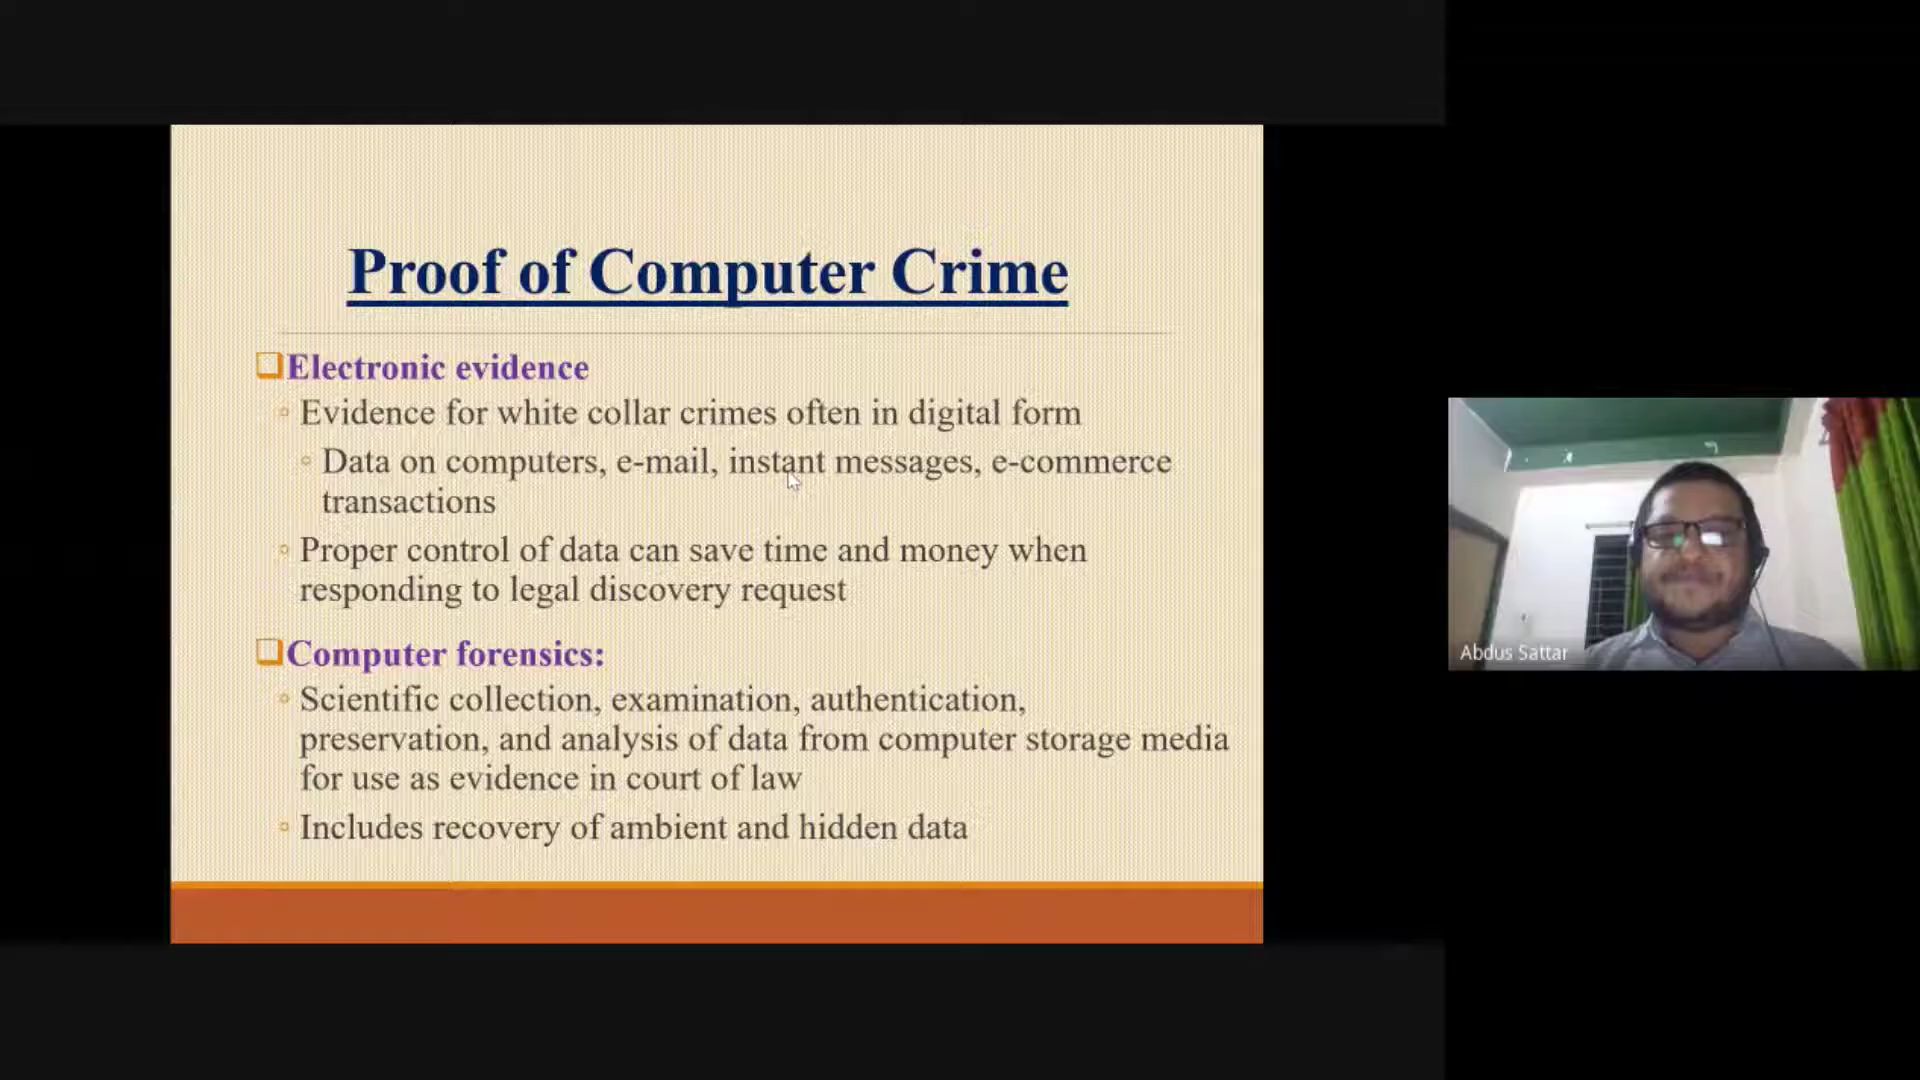 Proof of Computer Crime
Electronic evidence
Evidence for white collar crimes often in digital form
Data on computers, e-mail, instant messages, e-commerce
transactions
Proper control of data can save time and money when
responding to legal discovery request
Computer forensics:
Scientific collection, examination, authentication,
preservation, and analysis of data from computer storage media
for use as evidence in court of law
Includes recovery of ambient and hidden data
Abdus Sattar